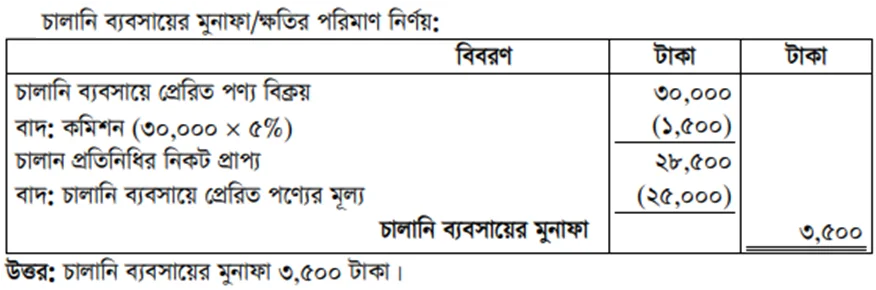 চালানি ব্যবসায়ের মুনাফা/ক্ষতির পরিমাণ নির্ণয়:
বিবরণ টাকা টাকা
চালানি ব্যবসায়ে প্রেরিত পণ্য বিক্রয় ৩০,০০০
বাদ: কমিশন (৩০,০০০ × ৫%) (১,৫০০)
চালান প্রতিনিধির নিকট প্রাপ্য ২৮,৫০০
বাদ: চালানি ব্যবসায়ে প্রেরিত পণ্যের মূল্য (২৫,০০০)
চালানি ব্যবসায়ের মুনাফা ৩,৫০০
উত্তর: চালানি ব্যবসায়ের মুনাফা ৩,৫০০ টাকা।